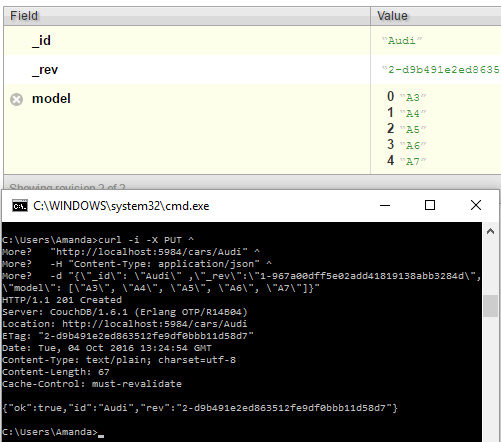 Field Value
_id "Audi"
_rev "2-d9b491e2ed8635
model 0 "A3"
1 "A4"
2 "A5"
3 "A6"
4 "A7"
Showing revision 2 of 2
C:\WINDOWS\system32\cmd.exe
C:\Users\Amanda>curl -i -X PUT ^
More?   "http://localhost:5984/cars/Audi" ^
More?   -H "Content-Type: application/json" ^
More?   -d "{\"_id\": \"Audi\" ,\"_rev\":\"1-967a00dff5e02add41819138abb3284d\",
\"model\": [\"A3\", \"A4\", \"A5\", \"A6\", \"A7\"]}"
HTTP/1.1 201 Created
Server: CouchDB/1.6.1 (Erlang OTP/R14B04)
Location: http://localhost:5984/cars/Audi
ETag: "2-d9b491e2ed863512fe9df0bbb11d58d7"
Date: Tue, 04 Oct 2016 13:24:54 GMT
Content-Type: text/plain; charset=utf-8
Content-Length: 67
Cache-Control: must-revalidate
{"ok":true,"id":"Audi","rev":"2-d9b491e2ed863512fe9df0bbb11d58d7"}
C:\Users\Amanda>_